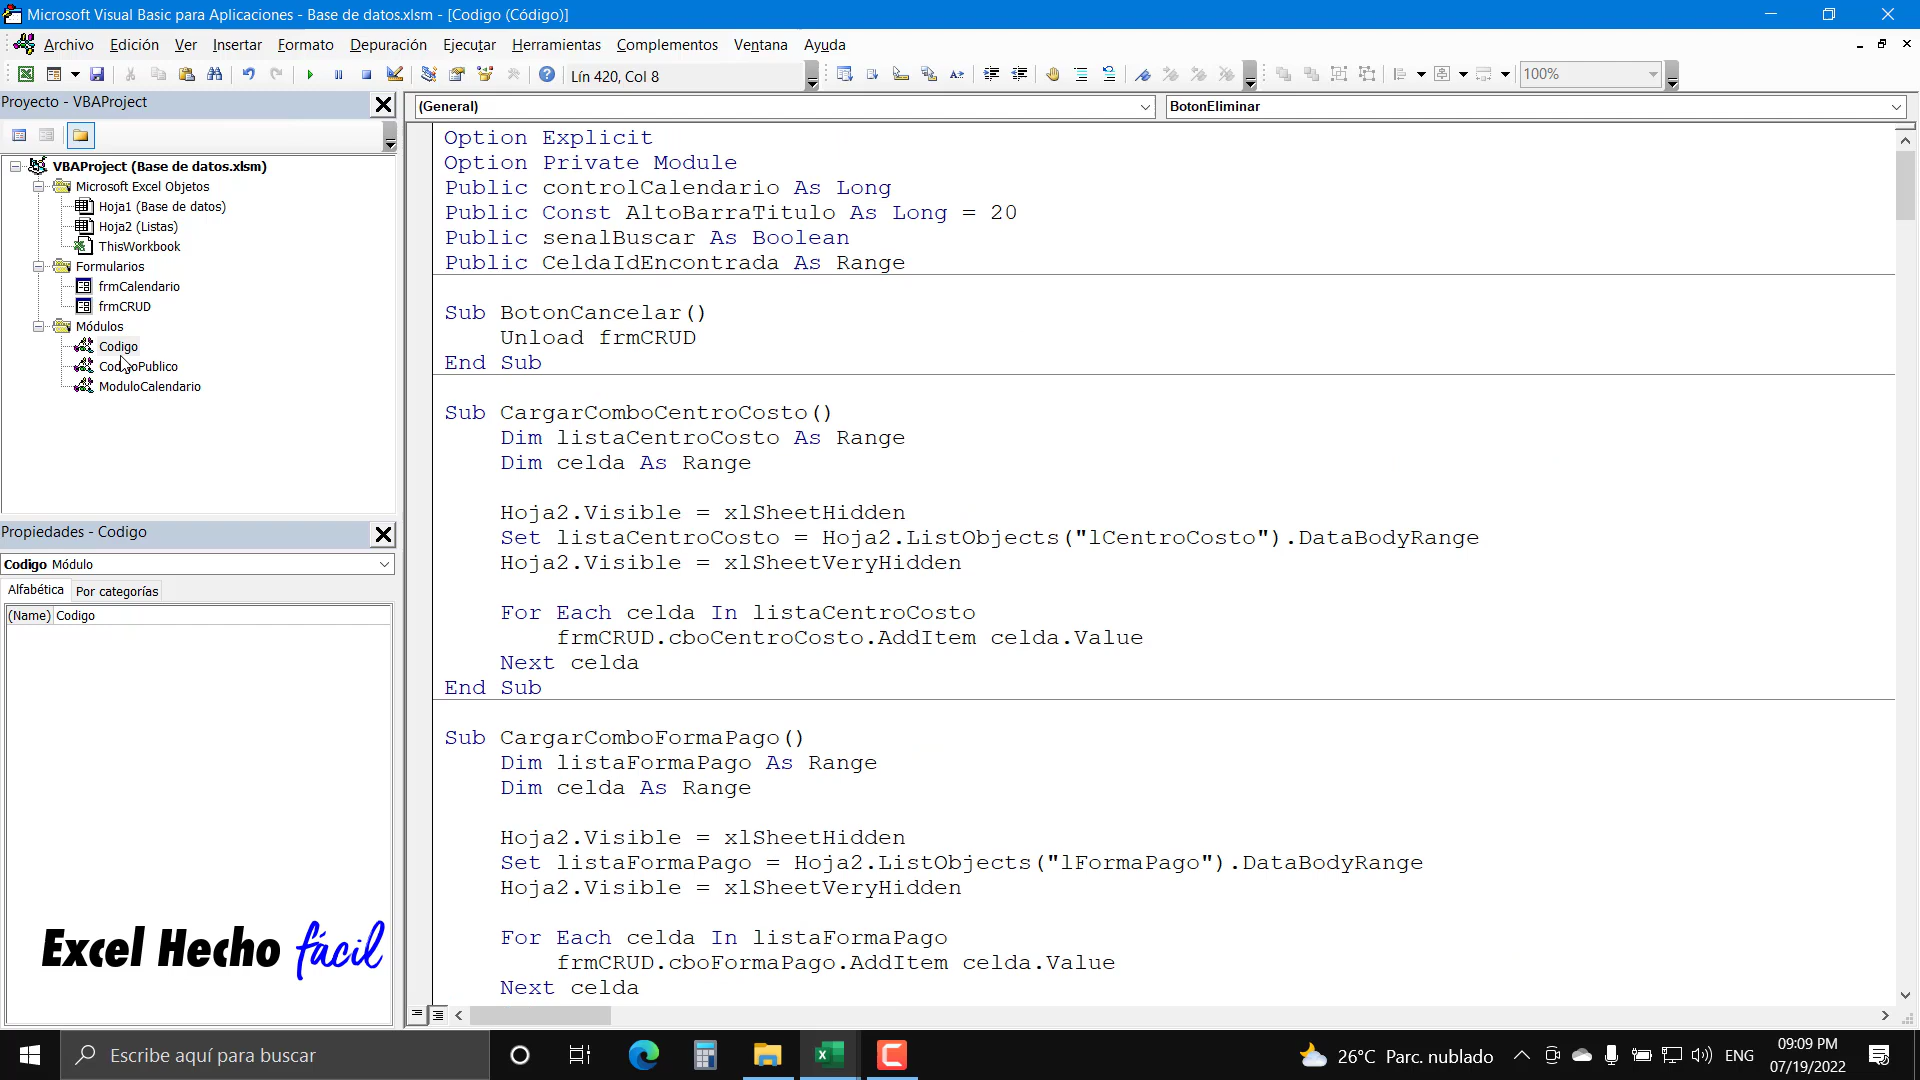 Microsoft Visual Basic para Aplicaciones - Base de datos.xlsm - [Codigo (Código)]
Archivo Edición Ver Insertar Formato Depuración Ejecutar Herramientas Complementos Ventana Ayuda
Lín 420, Col 8
100%
Proyecto - VBAProject
VBAProject (Base de datos.xlsm)
Microsoft Excel Objetos
Hoja1 (Base de datos)
Hoja2 (Listas)
ThisWorkbook
Formularios
frmCalendario
frmCRUD
Módulos
Codigo
CodigoPublico
ModuloCalendario
Propiedades - Codigo
Codigo Módulo
Alfabética Por categorías
(Name) Codigo
Excel Hecho fácil
(General) BotonEliminar
Option Explicit
Option Private Module
Public controlCalendario As Long
Public Const AltoBarraTitulo As Long = 20
Public senalBuscar As Boolean
Public CeldaIdEncontrada As Range
Sub BotonCancelar()
Unload frmCRUD
End Sub
Sub CargarComboCentroCosto()
Dim listaCentroCosto As Range
Dim celda As Range
Hoja2.Visible = xlSheetHidden
Set listaCentroCosto = Hoja2.ListObjects("lCentroCosto").DataBodyRange
Hoja2.Visible = xlSheetVeryHidden
For Each celda In listaCentroCosto
frmCRUD.cboCentroCosto.AddItem celda.Value
Next celda
End Sub
Sub CargarComboFormaPago()
Dim listaFormaPago As Range
Dim celda As Range
Hoja2.Visible = xlSheetHidden
Set listaFormaPago = Hoja2.ListObjects("lFormaPago").DataBodyRange
Hoja2.Visible = xlSheetVeryHidden
For Each celda In listaFormaPago
frmCRUD.cboFormaPago.AddItem celda.Value
Next celda
Escribe aquí para buscar
26°C Parc. nublado
ENG
09:09 PM
07/19/2022